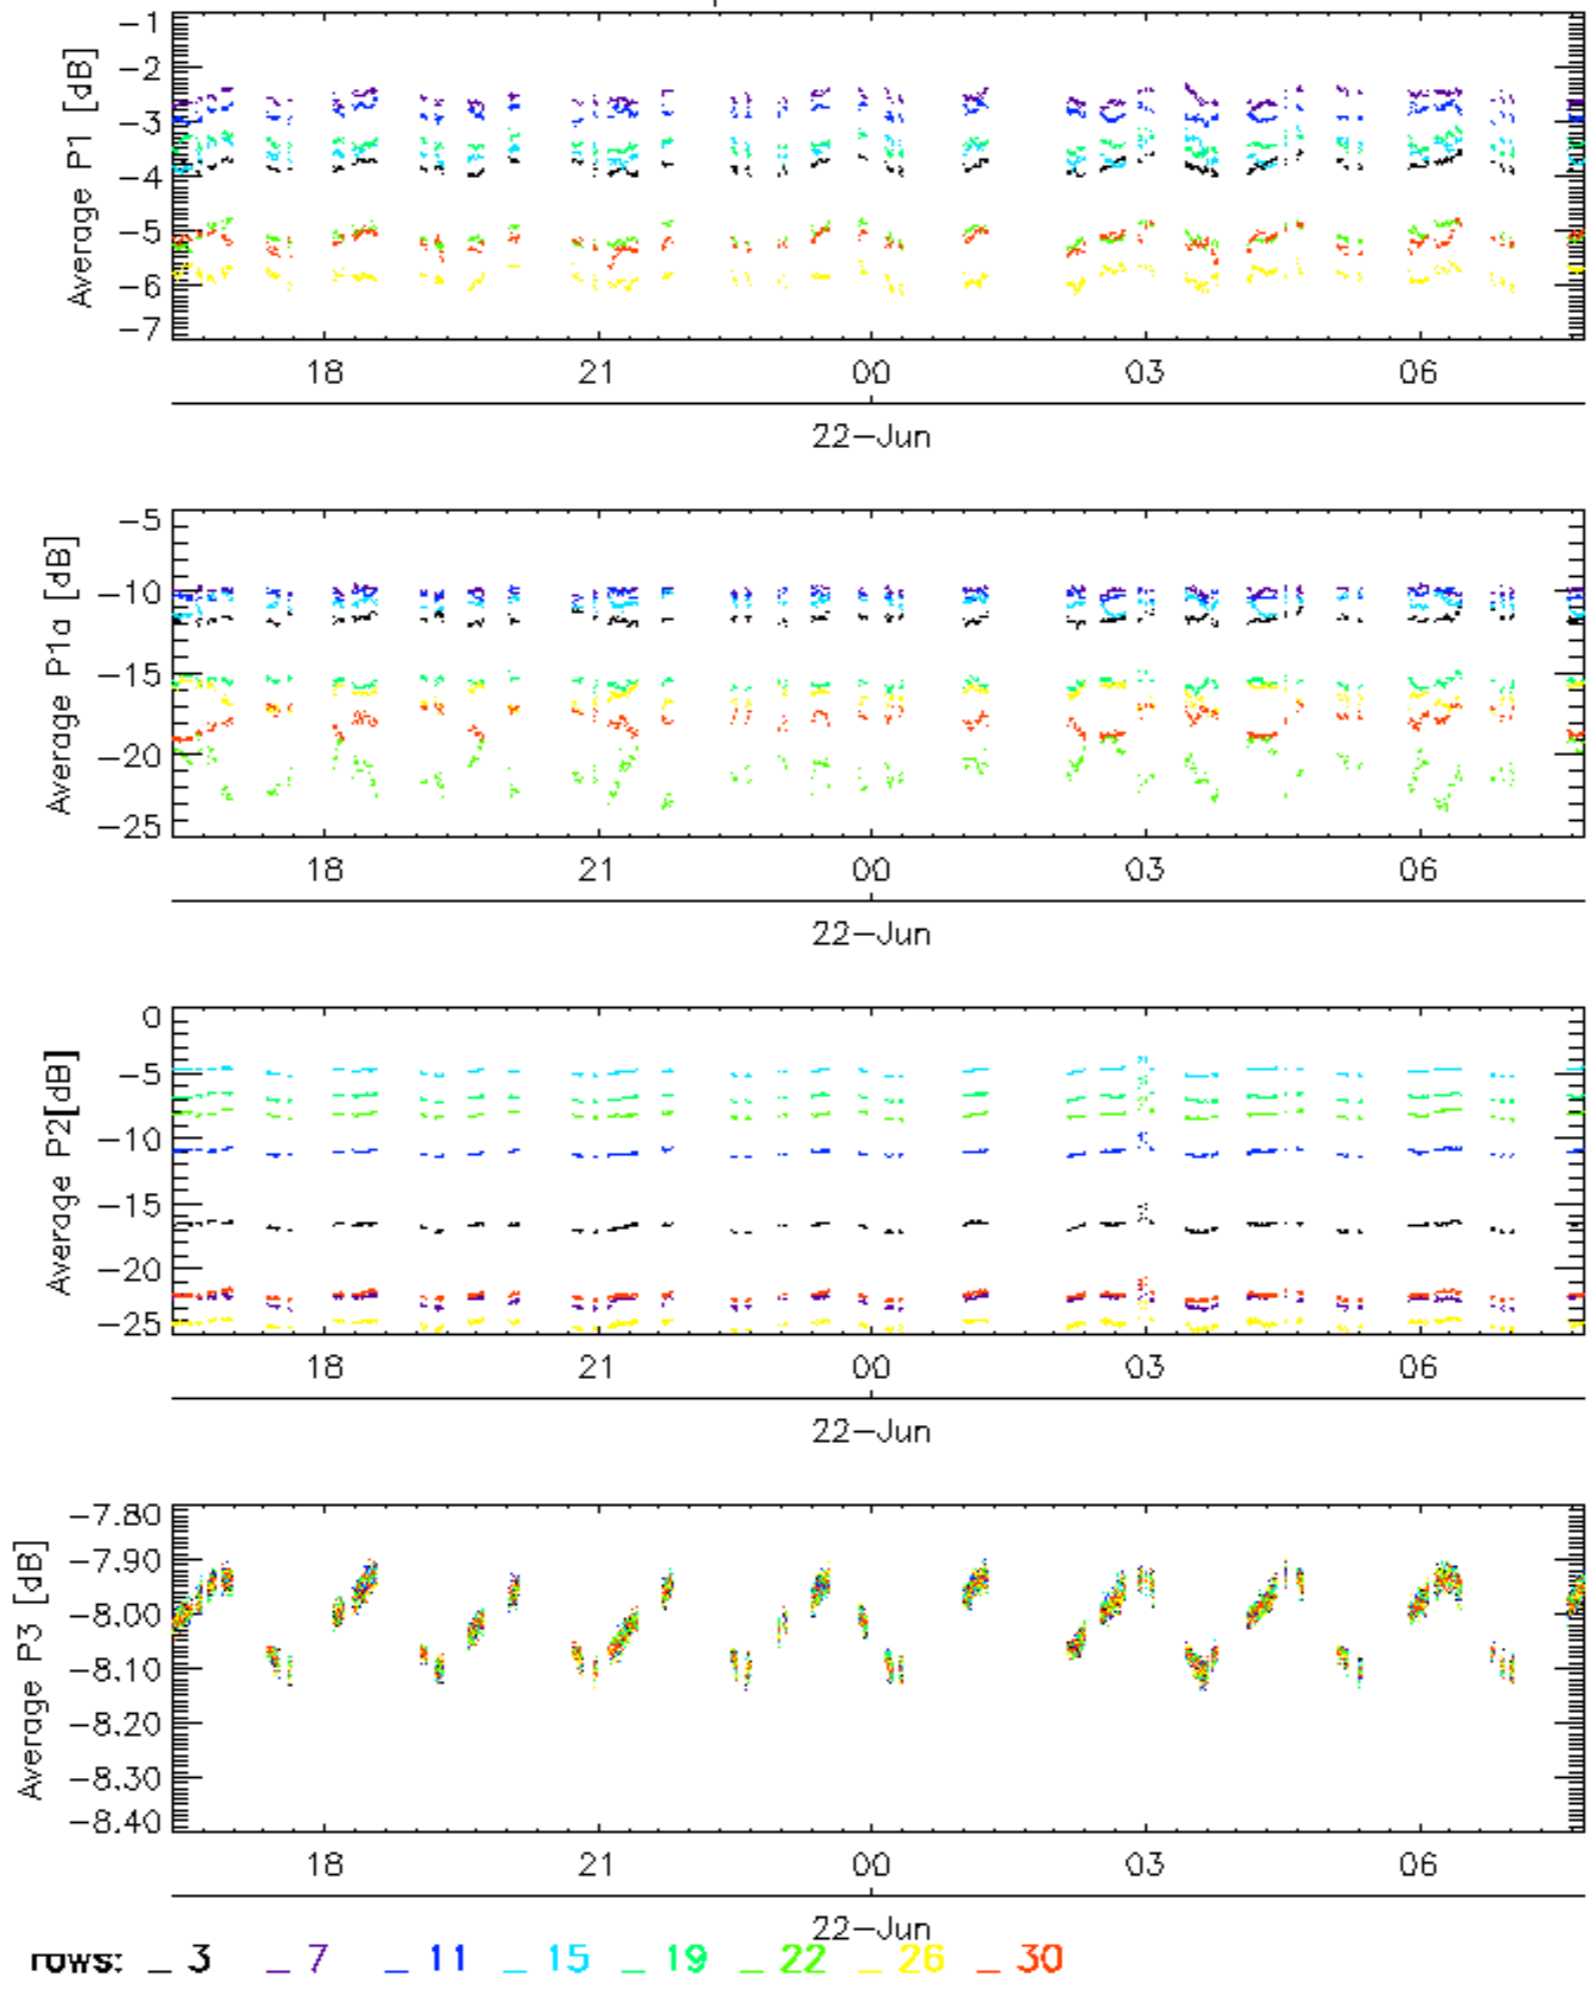 Average P1 [dB]
-1
-2
-3
-4
-5
-6
-7
18 21 00 03 06
22-Jun
Average P1a [dB]
-5
-10
-15
-20
-25
18 21 00 03 06
22-Jun
Average P2[dB]
0
-5
-10
-15
-20
-25
18 21 00 03 06
22-Jun
Average P3 [dB]
-7.80
-7.90
-8.00
-8.10
-8.20
-8.30
-8.40
18 21 00 03 06
22-Jun
rows: _ 3 _ 7 _ 11 _ 15 _ 19 _ 22 _ 26 _ 30